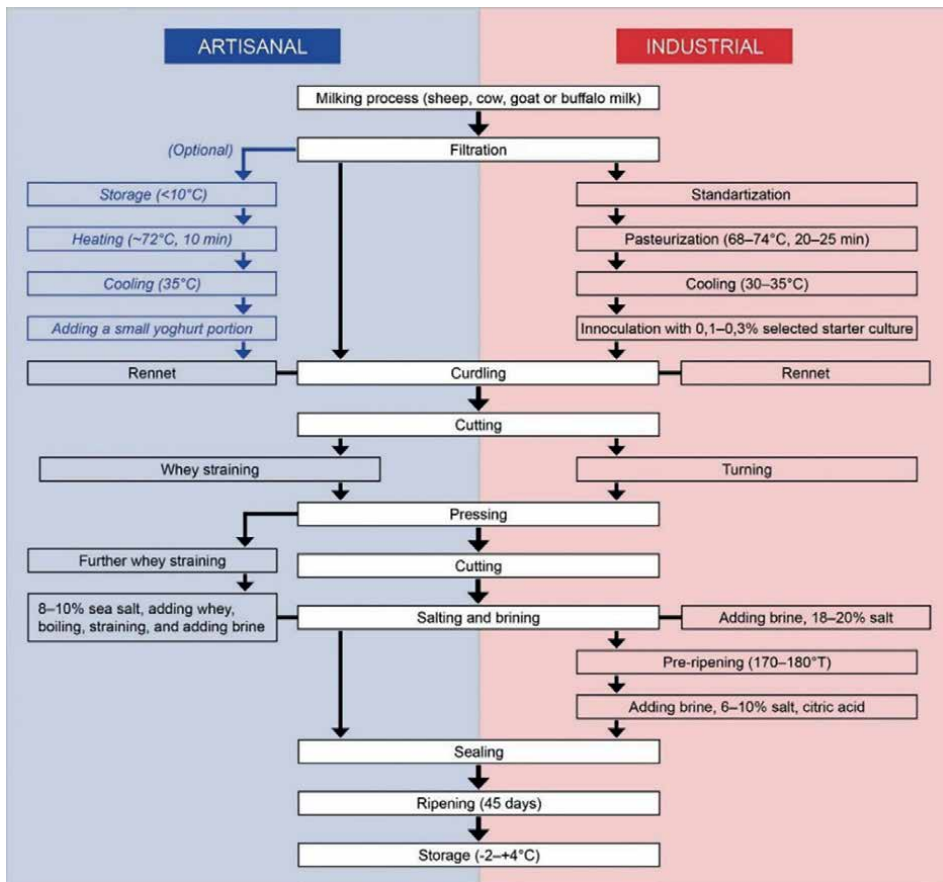 ARTISANAL
INDUSTRIAL
Milking process (sheep, cow, goat or buffalo milk)
(Optional)
Filtration
Storage (<10°C)
Standartization
Heating (~72°C, 10 min)
Pasteurization (68–74°C, 20–25 min)
Cooling (35°C)
Cooling (30–35°C)
Adding a small yoghurt portion
Innoculation with 0,1–0,3% selected starter culture
Rennet
Curdling
Rennet
Cutting
Whey straining
Turning
Pressing
Further whey straining
Cutting
8–10% sea salt, adding whey,
boiling, straining, and adding brine
Salting and brining
Adding brine, 18–20% salt
Pre-ripening (170–180°T)
Adding brine, 6–10% salt, citric acid
Sealing
Ripening (45 days)
Storage (-2–+4°C)